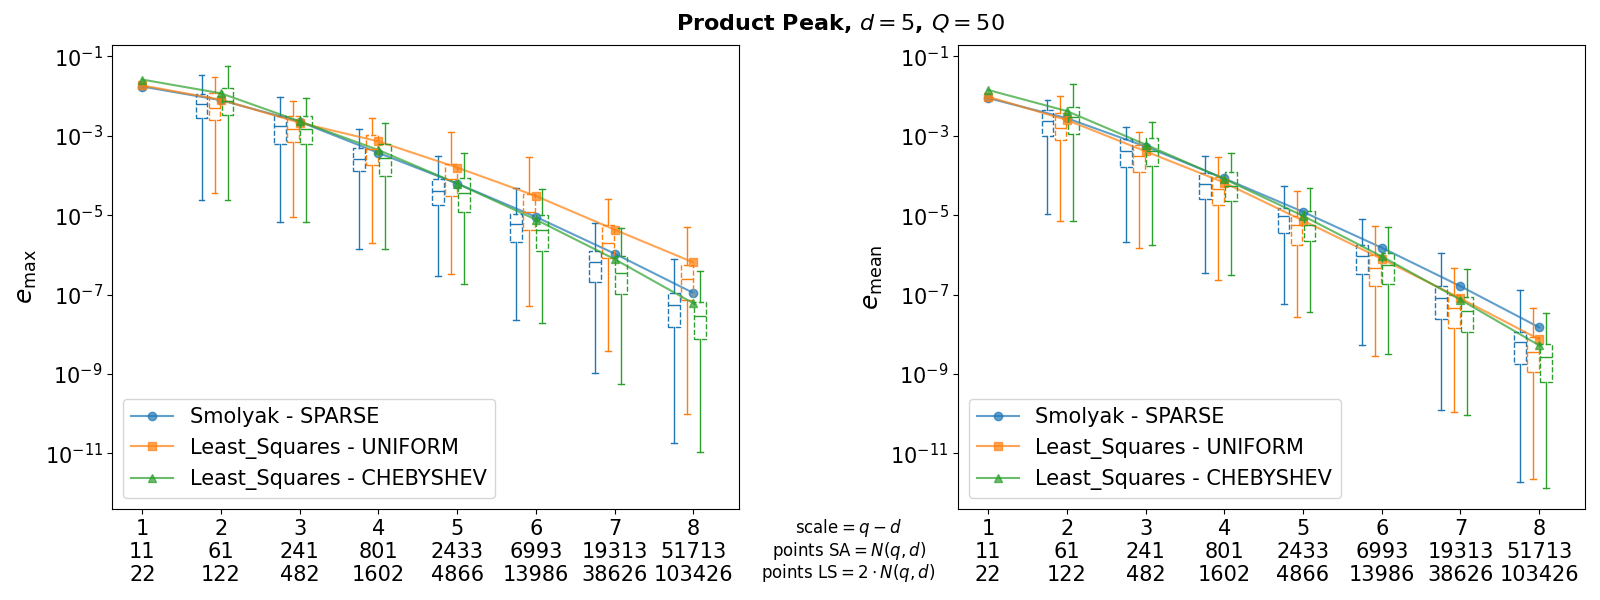 Product Peak, d = 5, Q = 50
10⁻¹
10⁻³
10⁻⁵
10⁻⁷
10⁻⁹
10⁻¹¹
e_max
Smolyak - SPARSE
Least_Squares - UNIFORM
Least_Squares - CHEBYSHEV
1 2 3 4 5 6 7 8
11 61 241 801 2433 6993 19313 51713
22 122 482 1602 4866 13986 38626 103426
scale = q − d
points SA = N(q, d)
points LS = 2 · N(q, d)
10⁻¹
10⁻³
10⁻⁵
10⁻⁷
10⁻⁹
10⁻¹¹
e_mean
Smolyak - SPARSE
Least_Squares - UNIFORM
Least_Squares - CHEBYSHEV
1 2 3 4 5 6 7 8
11 61 241 801 2433 6993 19313 51713
22 122 482 1602 4866 13986 38626 103426